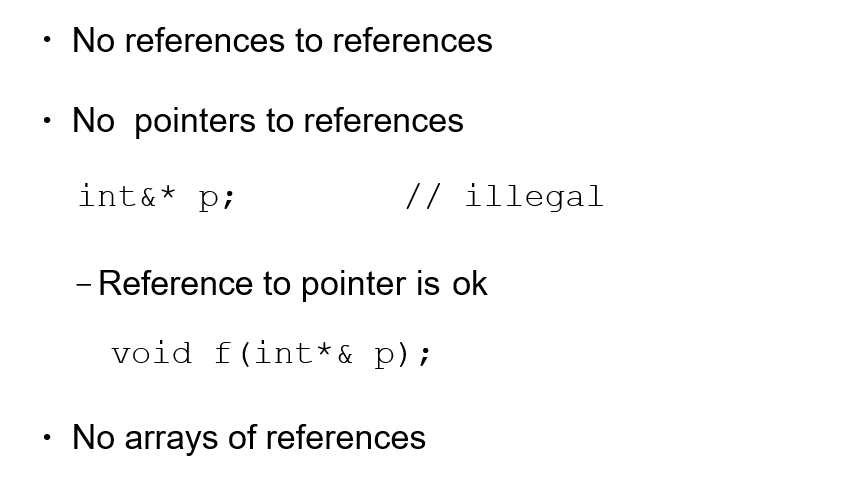 • No references to references
• No  pointers to references
int&* p;        // illegal
– Reference to pointer is ok
void f(int*& p);
• No arrays of references